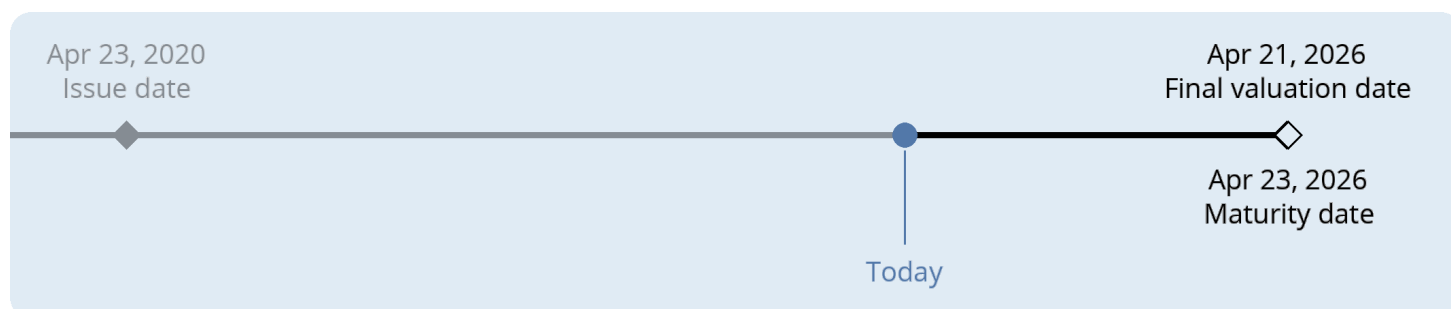 Apr 23, 2020
Issue date
Apr 21, 2026
Final valuation date
Apr 23, 2026
Maturity date
Today